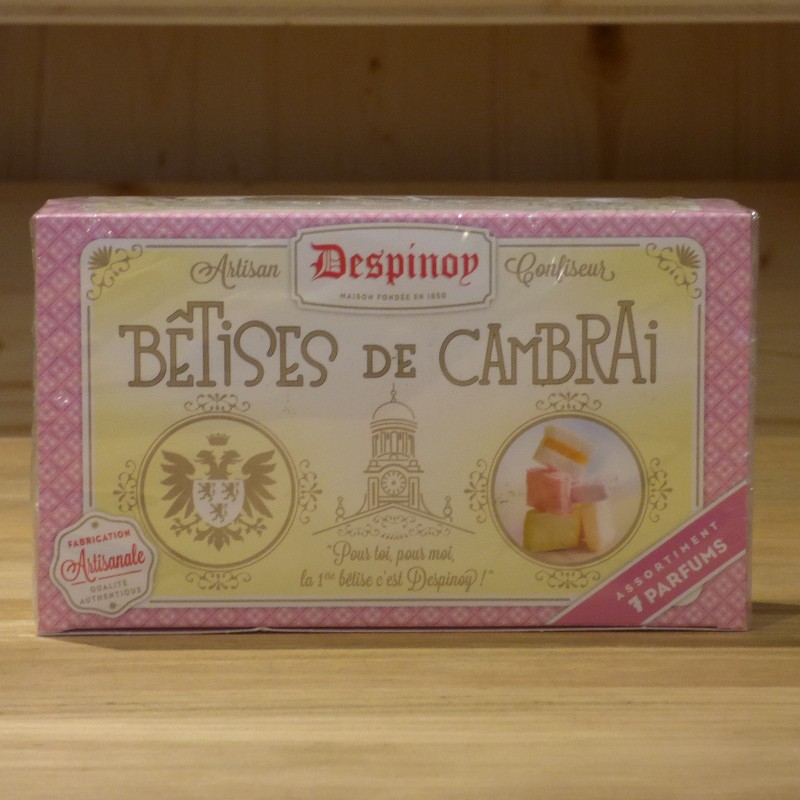 Artisan Despinoy Confiseur
MAISON FONDÉE EN 1850
BÊTISES DE CAMBRAI
"Pour toi, pour moi,
la 1ère bêtise c'est Despinoy !"
FABRICATION
Artisanale
QUALITÉ
AUTHENTIQUE
ASSORTIMENT
7 PARFUMS